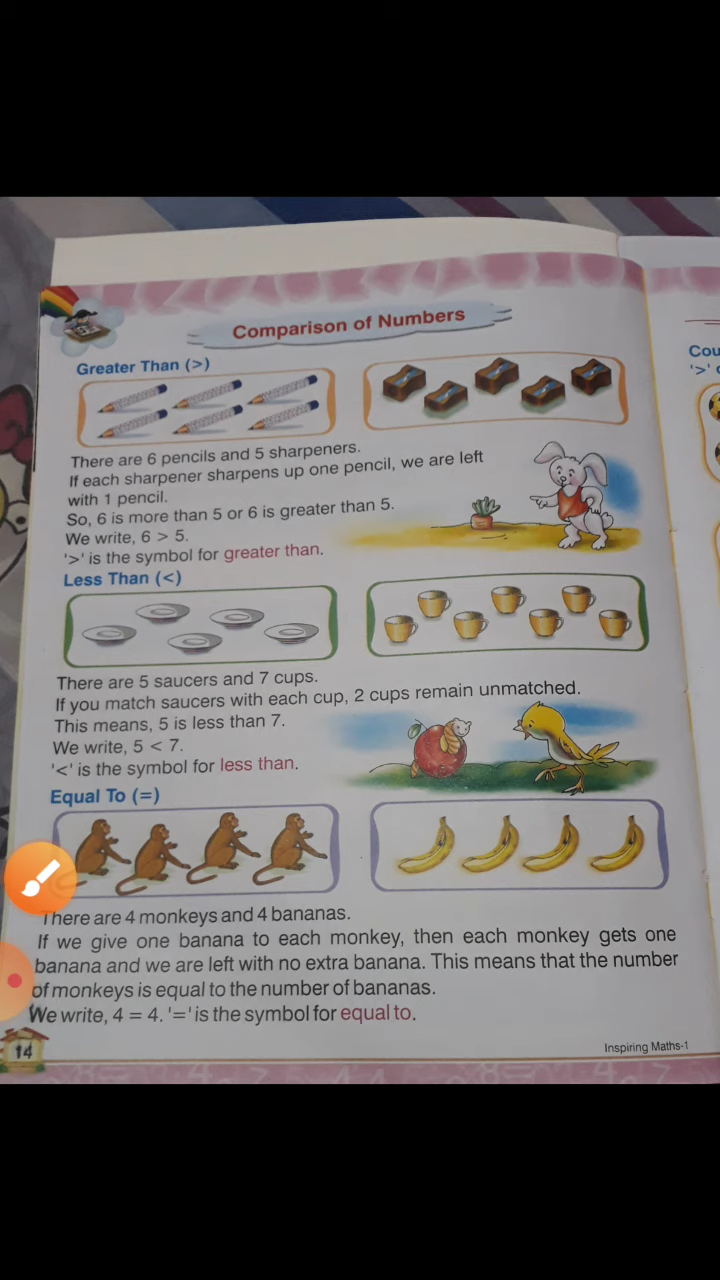 Comparison of Numbers
Greater Than (>)
There are 6 pencils and 5 sharpeners.
If each sharpener sharpens up one pencil, we are left
with 1 pencil.
So, 6 is more than 5 or 6 is greater than 5.
We write, 6 > 5.
'>' is the symbol for greater than.
Less Than (<)
There are 5 saucers and 7 cups.
If you match saucers with each cup, 2 cups remain unmatched.
This means, 5 is less than 7.
We write, 5 < 7.
'<' is the symbol for less than.
Equal To (=)
There are 4 monkeys and 4 bananas.
If we give one banana to each monkey, then each monkey gets one
banana and we are left with no extra banana. This means that the number
of monkeys is equal to the number of bananas.
We write, 4 = 4. '=' is the symbol for equal to.
14
Inspiring Maths-1
Cou
'>'